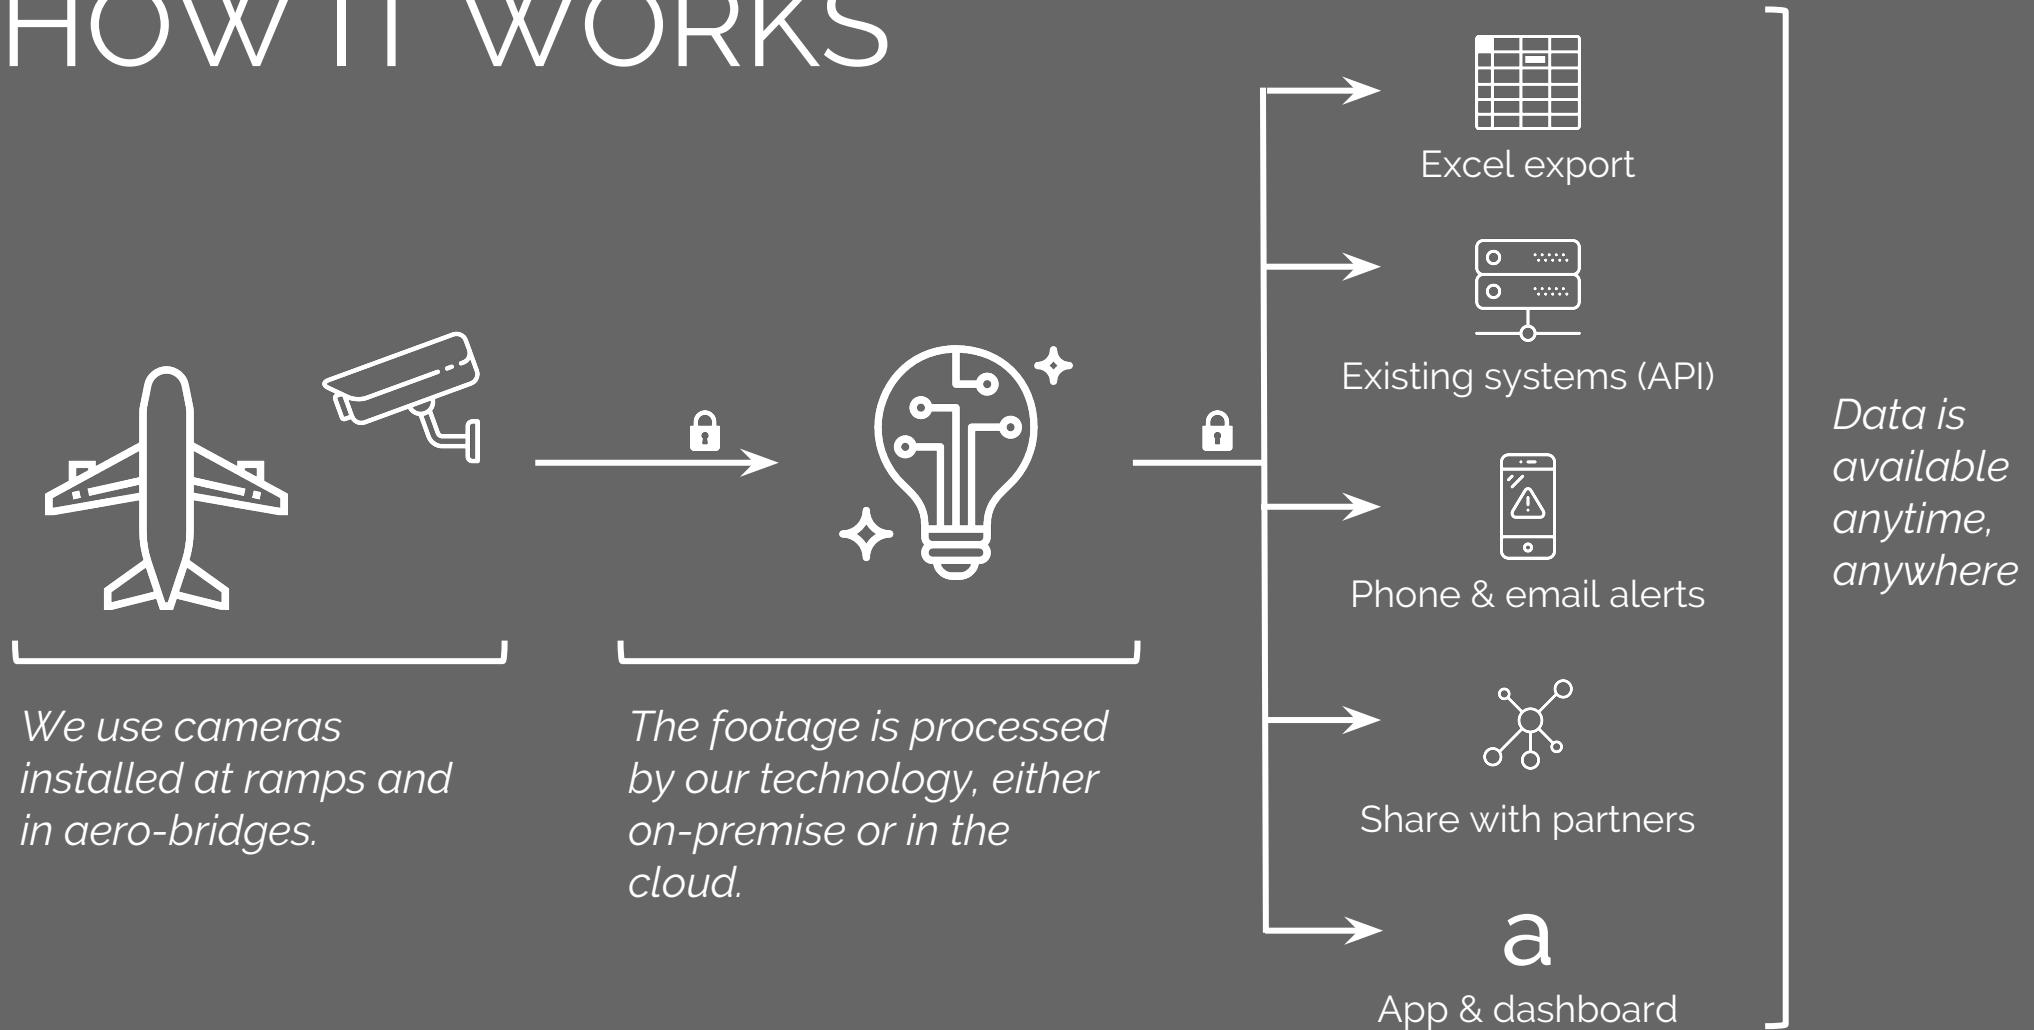 HOW IT WORKS
We use cameras
installed at ramps and
in aero-bridges.
The footage is processed
by our technology, either
on-premise or in the
cloud.
Excel export
Existing systems (API)
Phone & email alerts
Share with partners
a
App & dashboard
Data is
available
anytime,
anywhere